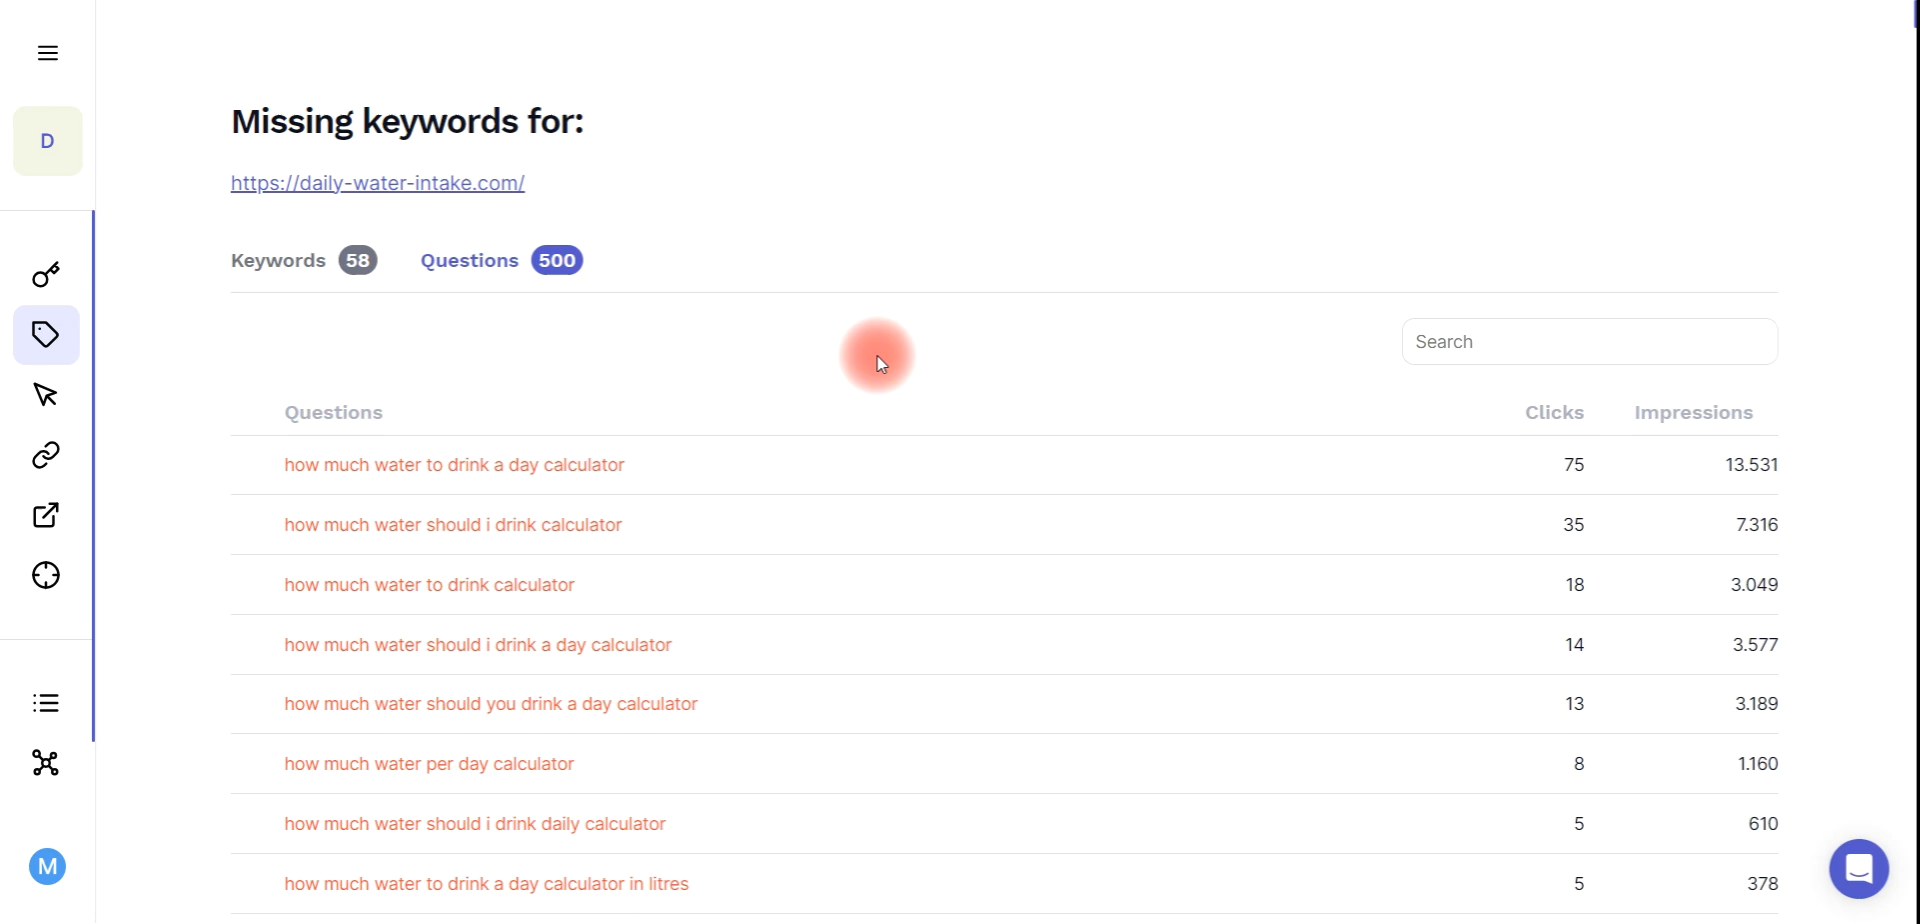 D
Missing keywords for:
https://daily-water-intake.com/
Keywords 58 Questions 500
Search
Questions Clicks Impressions
how much water to drink a day calculator 75 13.531
how much water should i drink calculator 35 7.316
how much water to drink calculator 18 3.049
how much water should i drink a day calculator 14 3.577
how much water should you drink a day calculator 13 3.189
how much water per day calculator 8 1.160
how much water should i drink daily calculator 5 610
M
how much water to drink a day calculator in litres 5 378